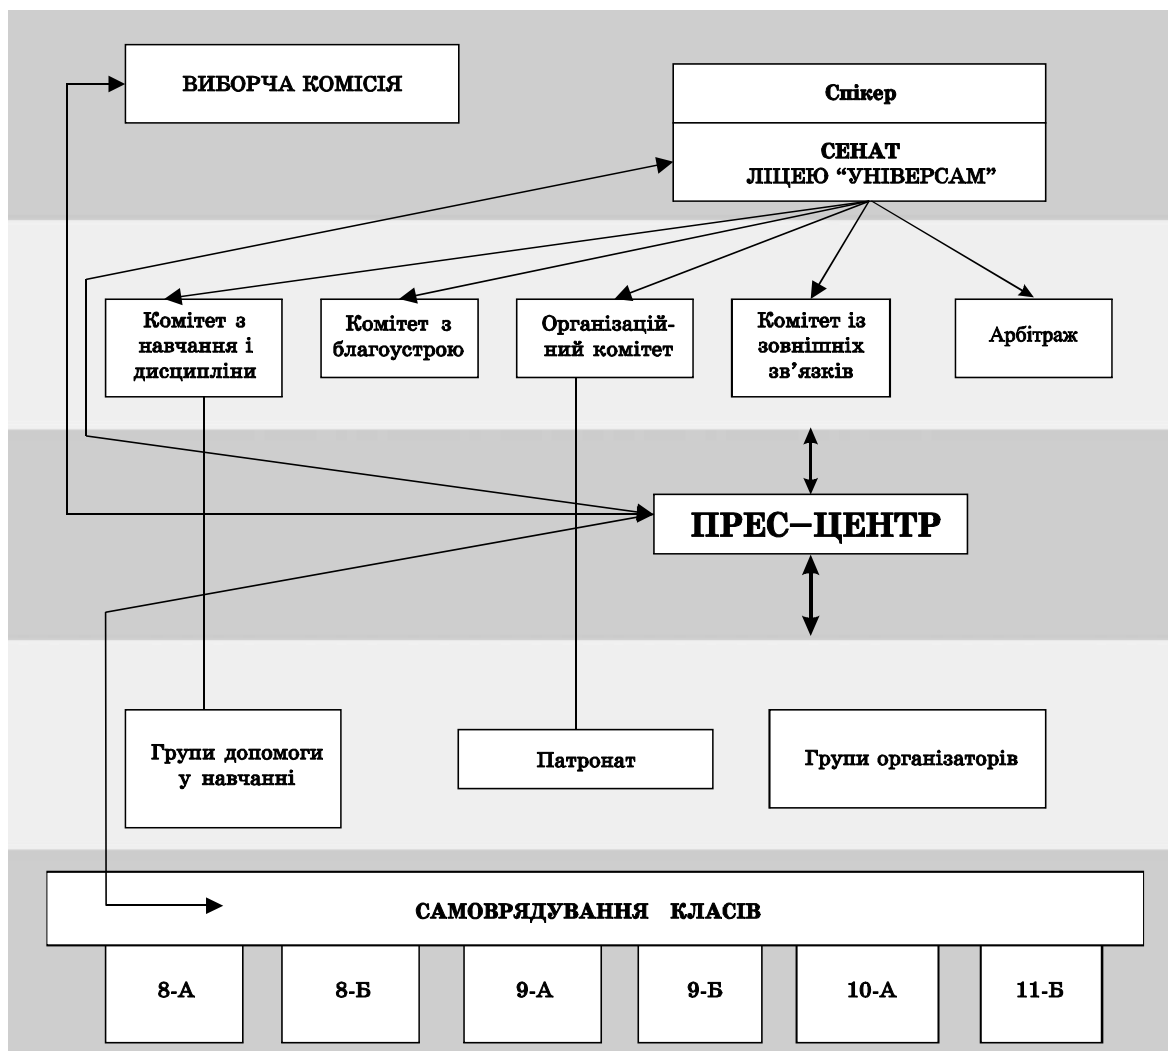 ВИБОРЧА КОМІСІЯ
Спікер
СЕНАТ
ЛІЦЕЮ “УНІВЕРСАМ”
Комітет з
навчання і
дисципліни
Комітет з
благоустрою
Організацій-
ний комітет
Комітет із
зовнішніх
зв’язків
Арбітраж
ПРЕС–ЦЕНТР
Групи допомоги
у навчанні
Патронат
Групи організаторів
САМОВРЯДУВАННЯ КЛАСІВ
8-А
8-Б
9-А
9-Б
10-А
11-Б